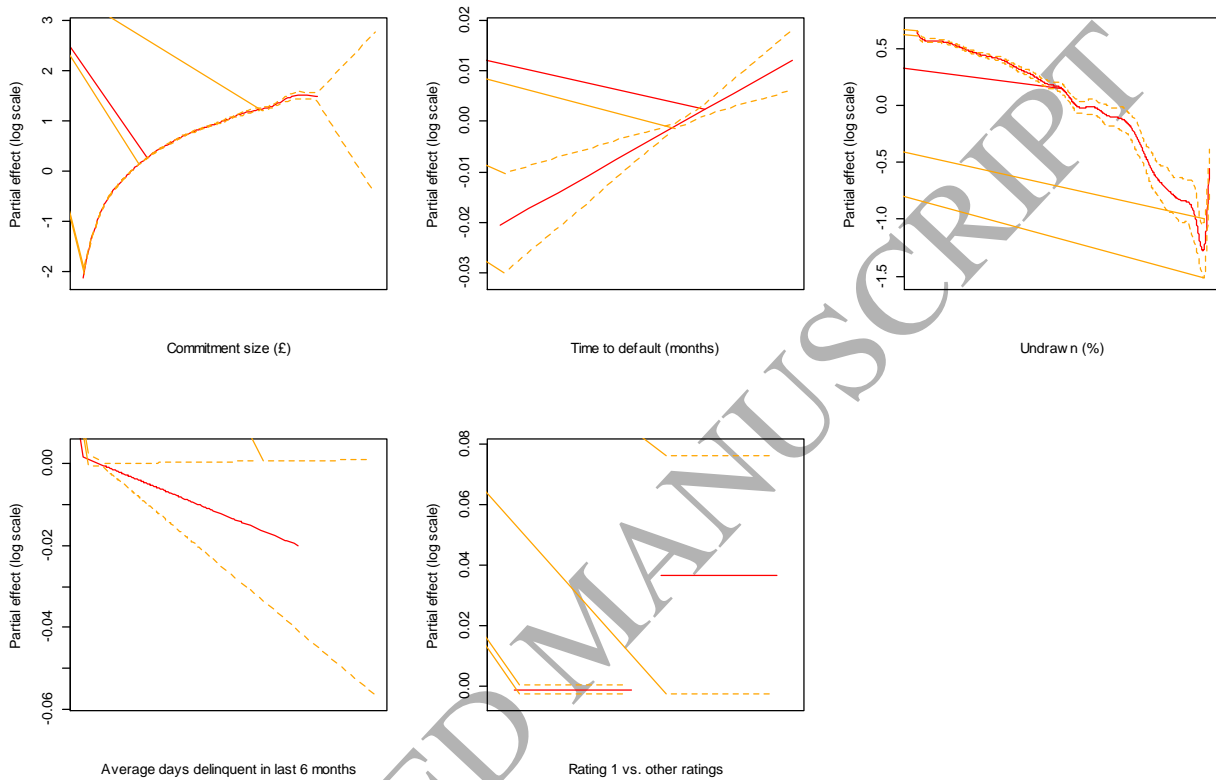 3
2
1
0
-1
-2
Partial effect (log scale)
Commitment size (£)
0.02
0.01
0.00
-0.01
-0.02
-0.03
Partial effect (log scale)
Time to default (months)
0.5
0.0
-0.5
-1.0
-1.5
Partial effect (log scale)
Undrawn (%)
0.00
-0.02
-0.04
-0.06
Partial effect (log scale)
Average days delinquent in last 6 months
0.08
0.06
0.04
0.02
0.00
Partial effect (log scale)
Rating 1 vs. other ratings
ED MANUSCRIPT